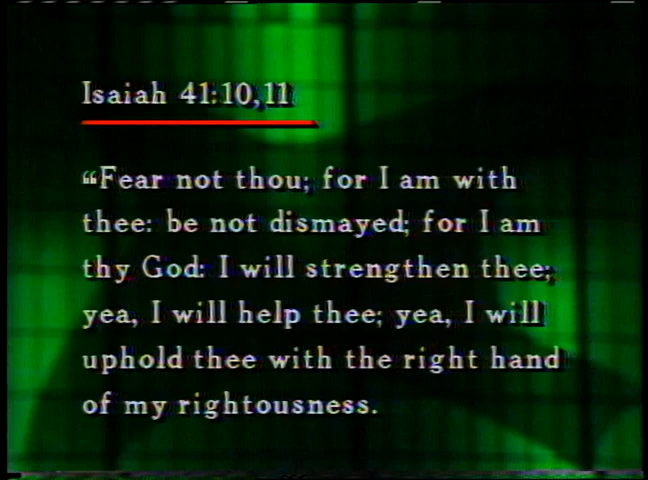 Isaiah 41:10,11
“Fear not thou; for I am with
thee: be not dismayed; for I am
thy God: I will strengthen thee;
yea, I will help thee; yea, I will
uphold thee with the right hand
of my rightousness.